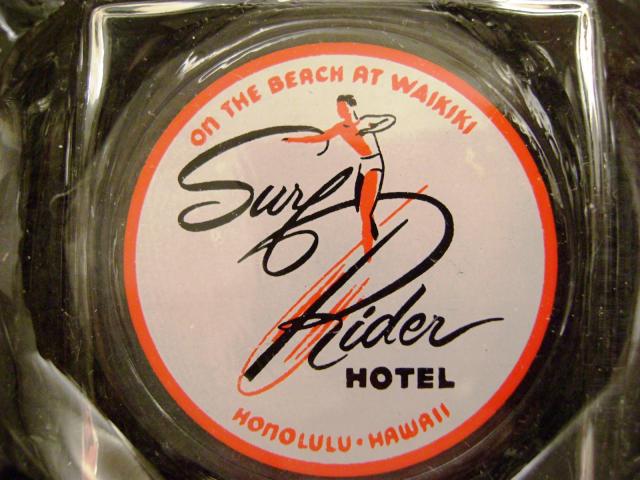 ON THE BEACH AT WAIKIKI
Surf
Rider
HOTEL
HONOLULU • HAWAII